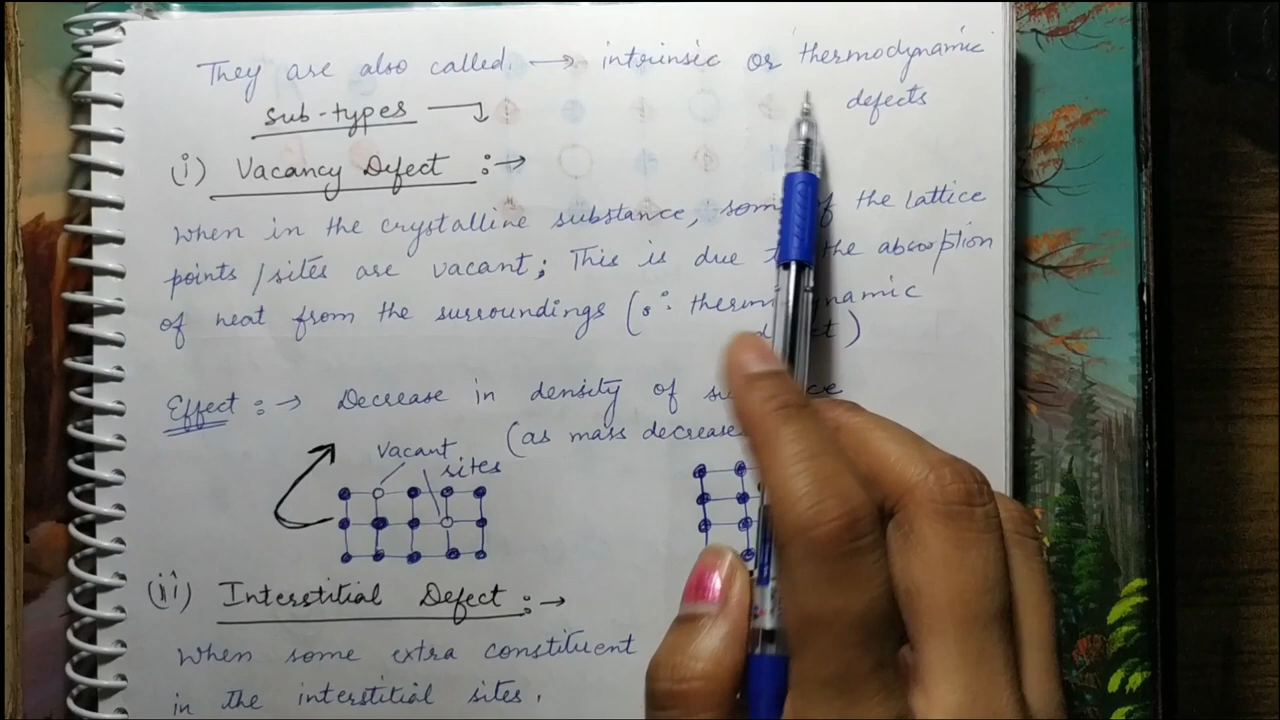 They are also called. → intrinsic or thermodynamic
defects
sub-types
(i) Vacancy Defect :→
When in the crystalline substance, some of the lattice
points/sites are vacant; This is due the absorption
of heat from the surroundings (∵ thermodynamic
)
Effect :→ Decrease in density of
(as mass decrease
vacant
sites
(ii) Interstitial Defect :→
When some extra constituent
in the interstitial sites.